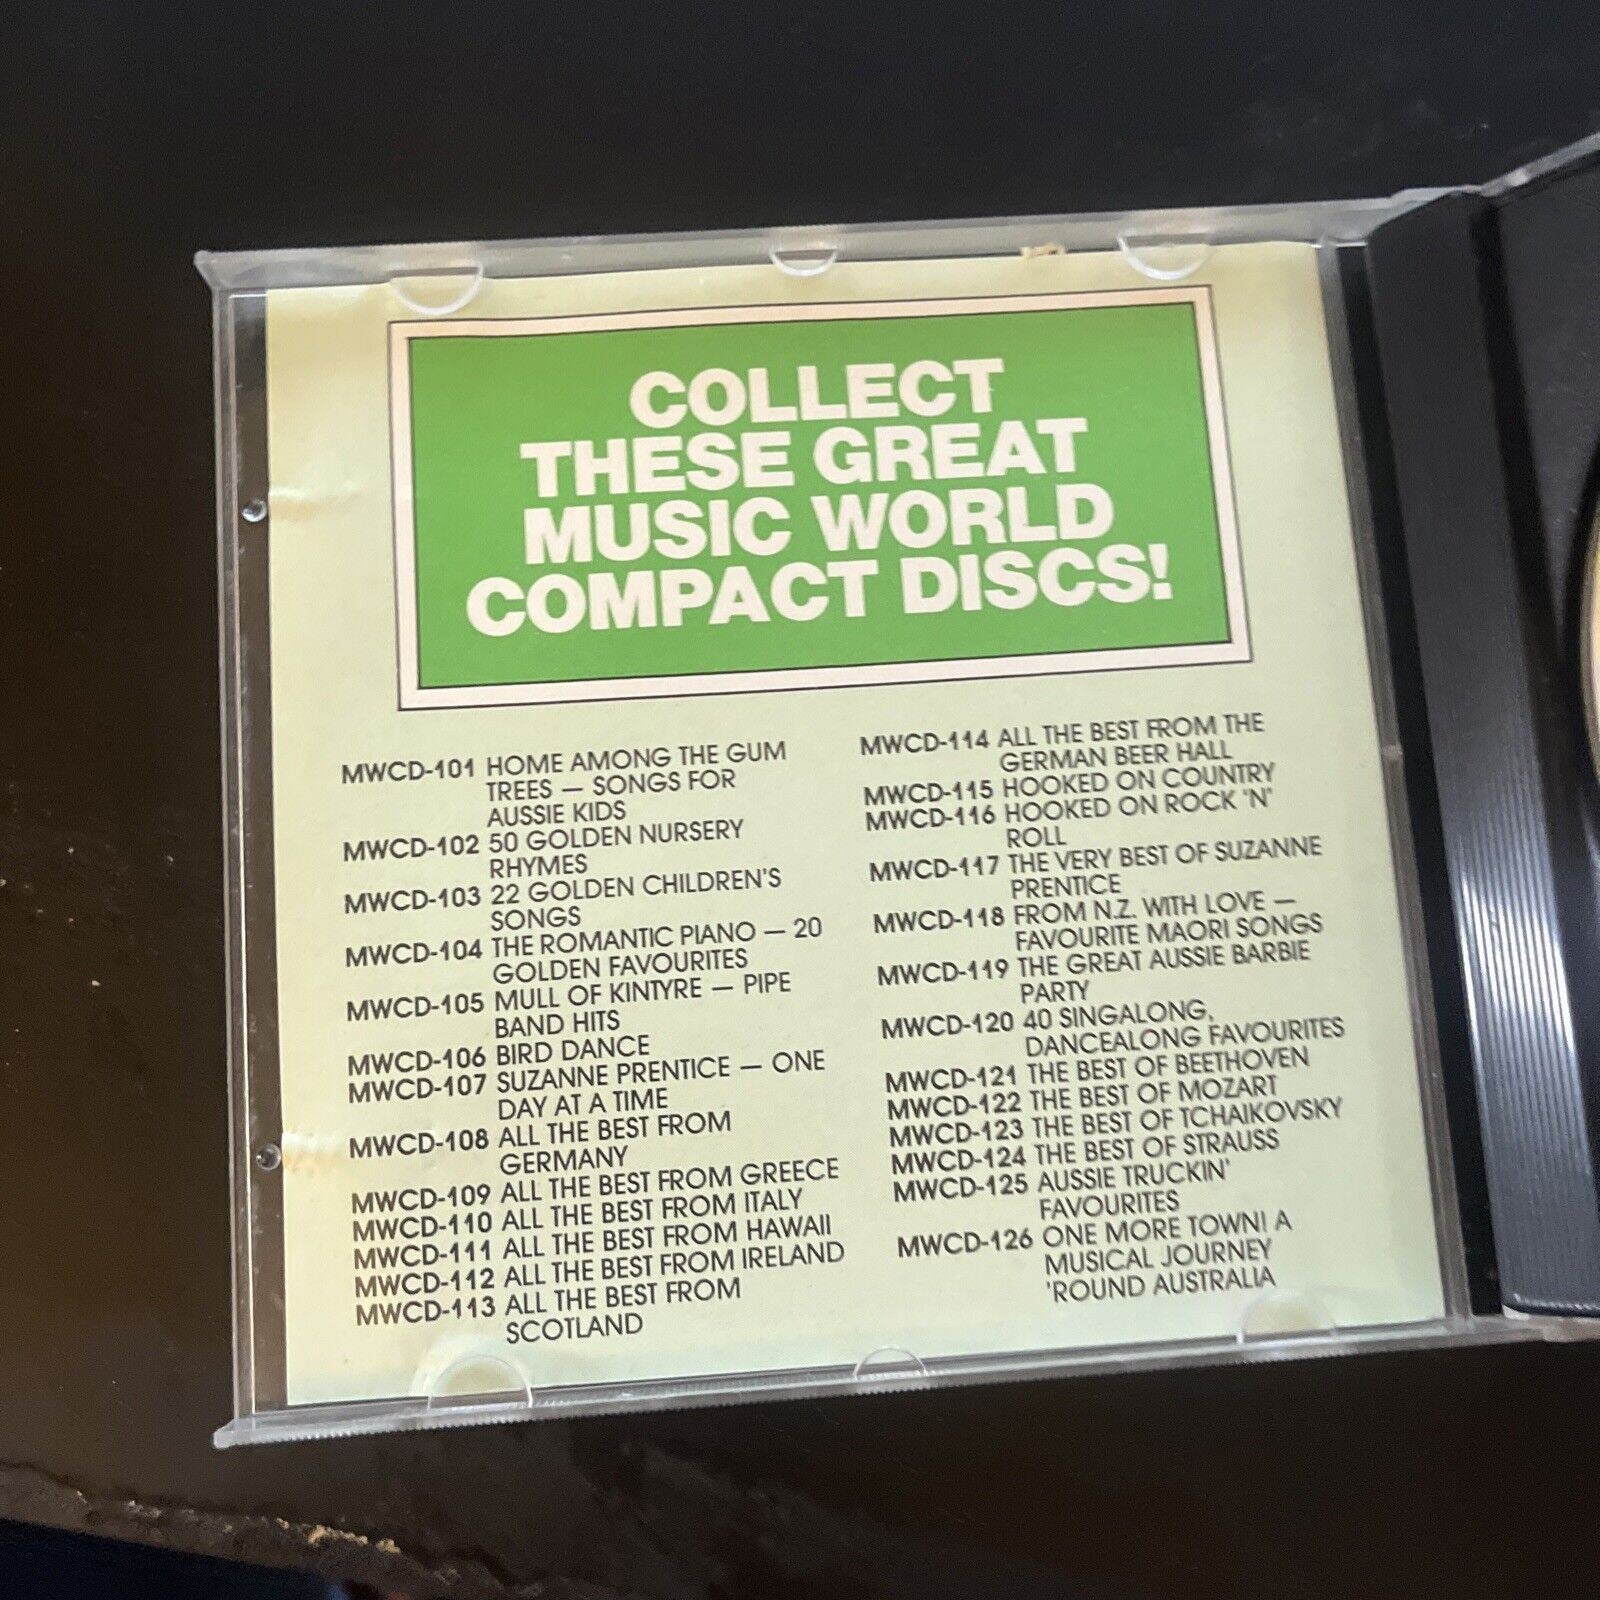 COLLECT
THESE GREAT
MUSIC WORLD
COMPACT DISCS!
MWCD-101 HOME AMONG THE GUM
TREES — SONGS FOR
AUSSIE KIDS
MWCD-102 50 GOLDEN NURSERY
RHYMES
MWCD-103 22 GOLDEN CHILDREN'S
SONGS
MWCD-104 THE ROMANTIC PIANO — 20
GOLDEN FAVOURITES
MWCD-105 MULL OF KINTYRE — PIPE
BAND HITS
MWCD-106 BIRD DANCE
MWCD-107 SUZANNE PRENTICE — ONE
DAY AT A TIME
MWCD-108 ALL THE BEST FROM
GERMANY
MWCD-109 ALL THE BEST FROM GREECE
MWCD-110 ALL THE BEST FROM ITALY
MWCD-111 ALL THE BEST FROM HAWAII
MWCD-112 ALL THE BEST FROM IRELAND
MWCD-113 ALL THE BEST FROM
SCOTLAND
MWCD-114 ALL THE BEST FROM THE
GERMAN BEER HALL
MWCD-115 HOOKED ON COUNTRY
MWCD-116 HOOKED ON ROCK 'N'
ROLL
MWCD-117 THE VERY BEST OF SUZANNE
PRENTICE
MWCD-118 FROM N.Z. WITH LOVE —
FAVOURITE MAORI SONGS
MWCD-119 THE GREAT AUSSIE BARBIE
PARTY
MWCD-120 40 SINGALONG,
DANCEALONG FAVOURITES
MWCD-121 THE BEST OF BEETHOVEN
MWCD-122 THE BEST OF MOZART
MWCD-123 THE BEST OF TCHAIKOVSKY
MWCD-124 THE BEST OF STRAUSS
MWCD-125 AUSSIE TRUCKIN'
FAVOURITES
MWCD-126 ONE MORE TOWN! A
MUSICAL JOURNEY
'ROUND AUSTRALIA